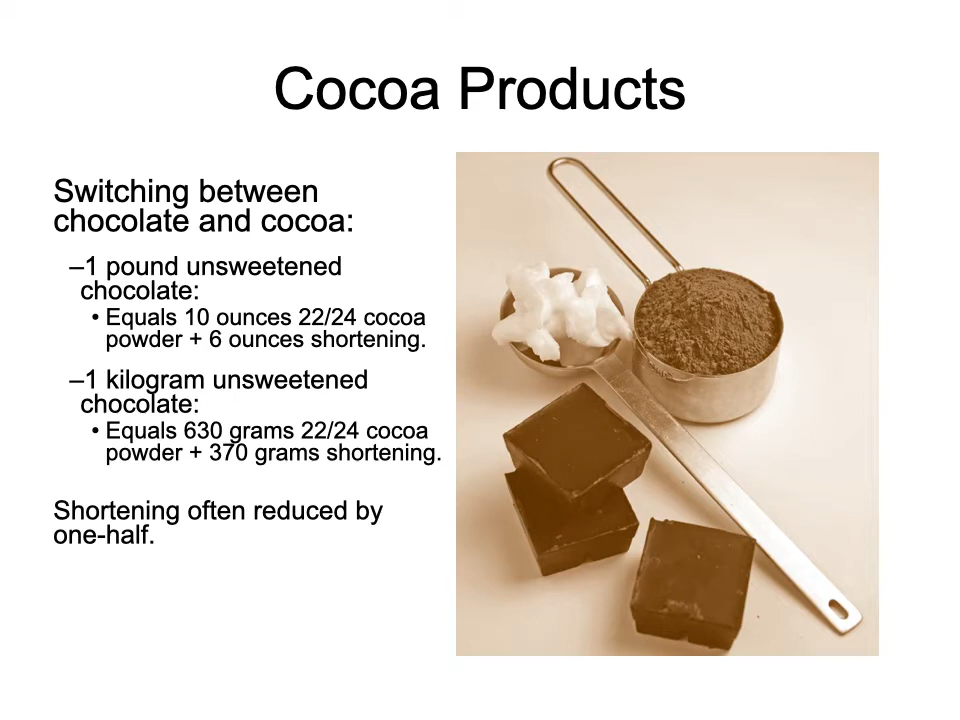 Cocoa Products
Switching between
chocolate and cocoa:
–1 pound unsweetened
chocolate:
• Equals 10 ounces 22/24 cocoa
powder + 6 ounces shortening.
–1 kilogram unsweetened
chocolate:
• Equals 630 grams 22/24 cocoa
powder + 370 grams shortening.
Shortening often reduced by
one-half.